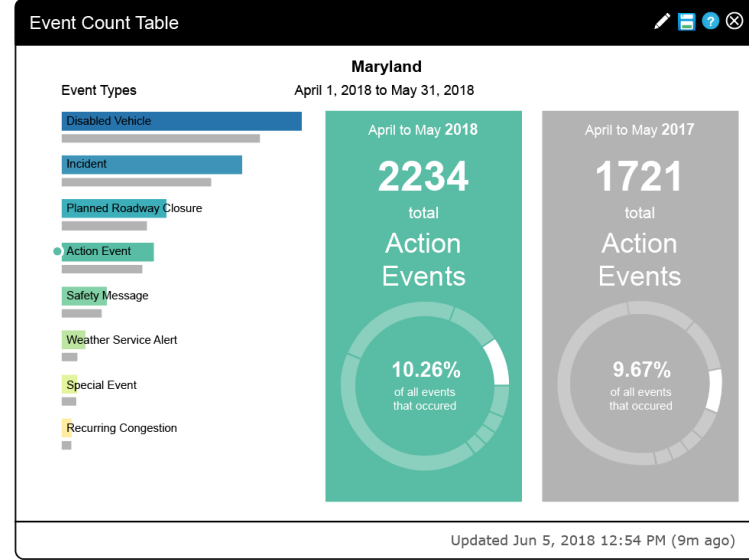 Event Count Table
?
Maryland
Event Types
April 1, 2018 to May 31, 2018
Disabled Vehicle
Incident
Planned Roadway Closure
Action Event
Safety Message
Weather Service Alert
Special Event
Recurring Congestion
April to May 2018
2234
total
Action
Events
10.26%
of all events
that occured
April to May 2017
1721
total
Action
Events
9.67%
of all events
that occured
Updated Jun 5, 2018 12:54 PM (9m ago)